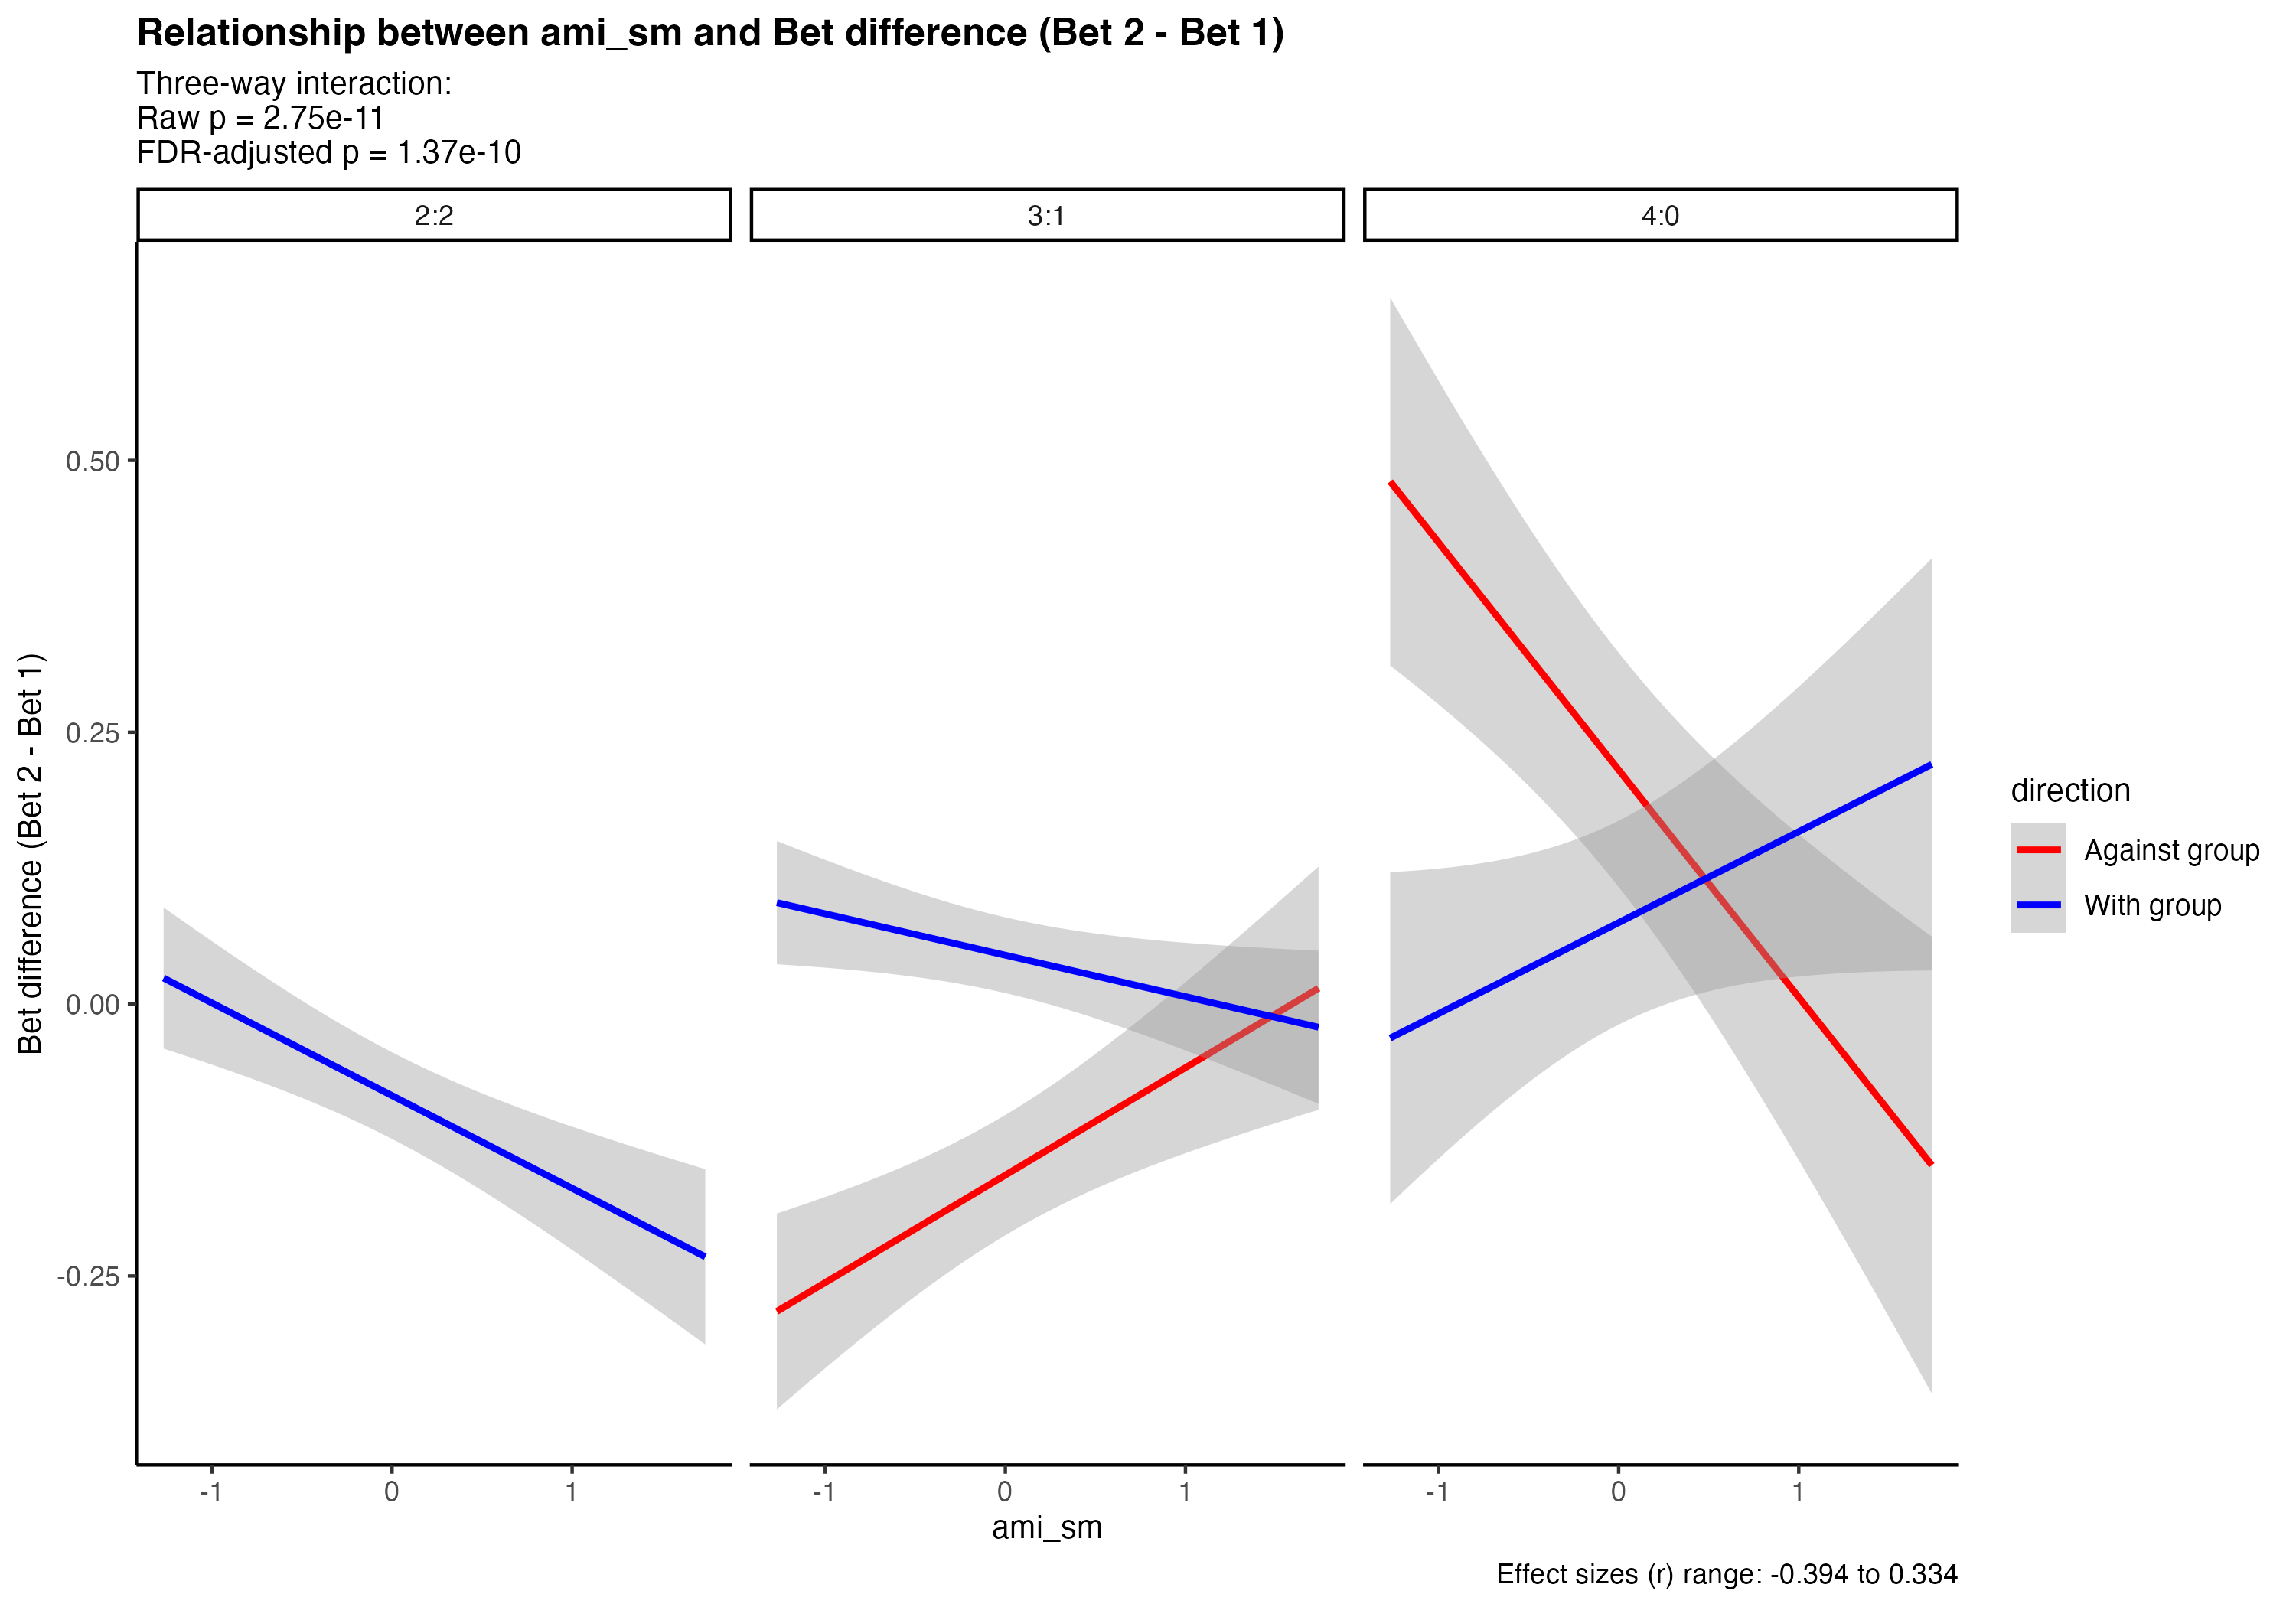 Relationship between ami_sm and Bet difference (Bet 2 - Bet 1)
Three-way interaction:
Raw p = 2.75e-11
FDR-adjusted p = 1.37e-10
2:2
3:1
4:0
Bet difference (Bet 2 - Bet 1)
0.50
0.25
0.00
-0.25
-1
0
1
-1
0
1
-1
0
1
ami_sm
direction
Against group
With group
Effect sizes (r) range: -0.394 to 0.334